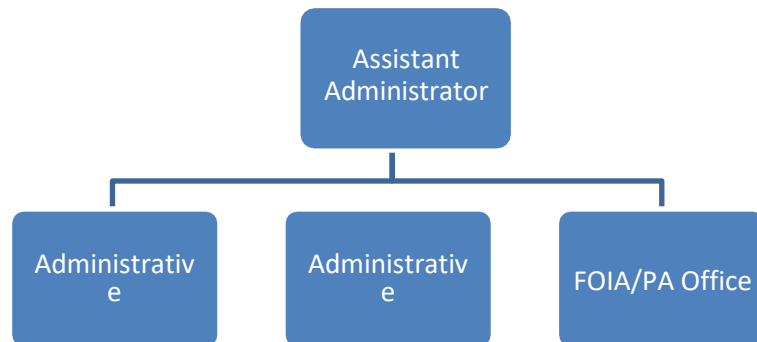 Assistant
Administrator
Administrativ
e
Administrativ
e
FOIA/PA Office